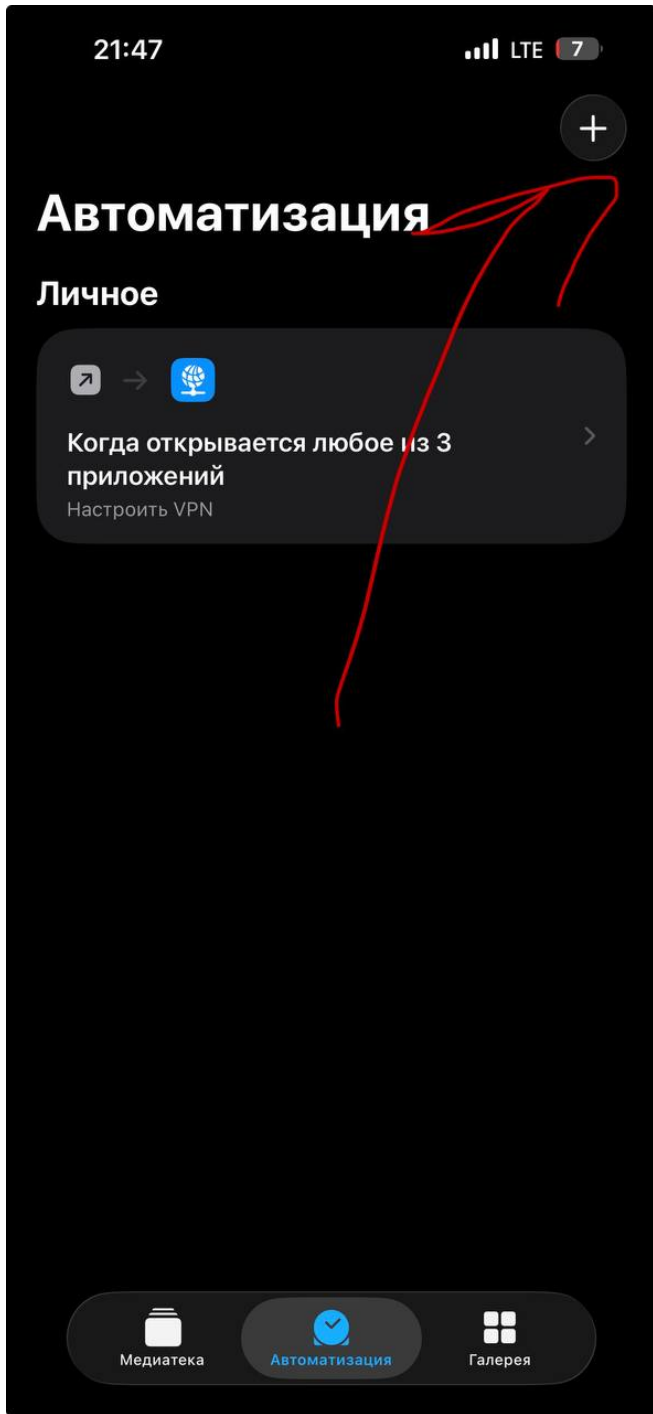 21:47 LTE 7
Автоматизация
Личное
Когда открывается любое из 3
приложений
Настроить VPN
Медиатека Автоматизация Галерея